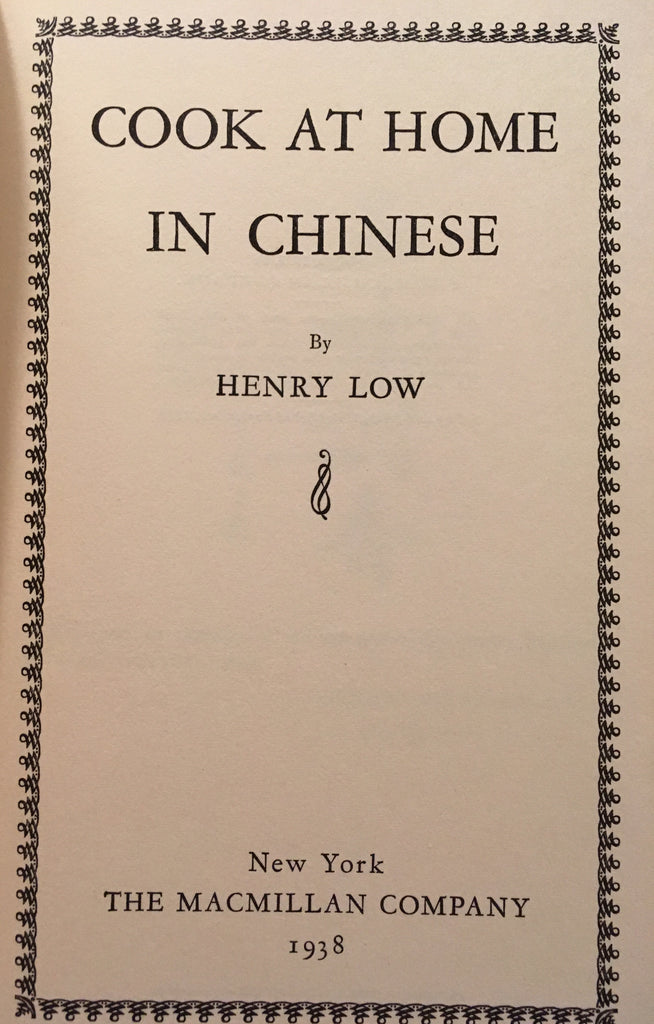 COOK AT HOME
IN CHINESE
By
HENRY LOW
New York
THE MACMILLAN COMPANY
1938